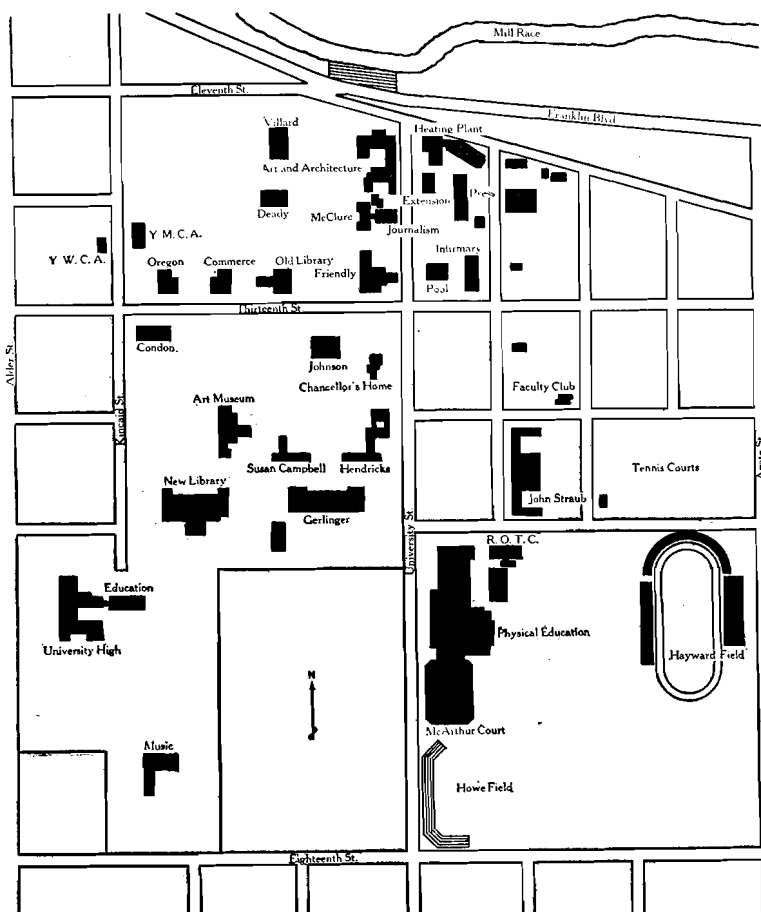 Mill Race
Eleventh St.
Franklin Blvd
Villard
Heating Plant
Art and Architecture
Press
Extension
Deady
McClure
Journalism
Y M. C. A.
Y W. C. A.
Infirmary
Oregon
Commerce
Old Library
Friendly
Pool
Thirteenth St.
Condon.
Johnson
Alder St.
Chancellor's Home
Faculty Club
Kincaid St.
Art Museum
Susan Campbell
Hendricks
Tennis Courts
New Library
John Straub
Gerlinger
University St.
R. O. T. C.
Education
Physical Education
University High
Hayward Field
N
McArthur Court
Music
Howe Field
Eighteenth St.